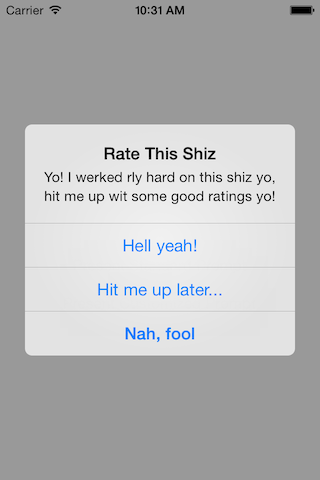 Carrier 10:31 AM
Rate This Shiz
Yo! I werked rly hard on this shiz yo,
hit me up wit some good ratings yo!
Hell yeah!
Hit me up later...
Nah, fool